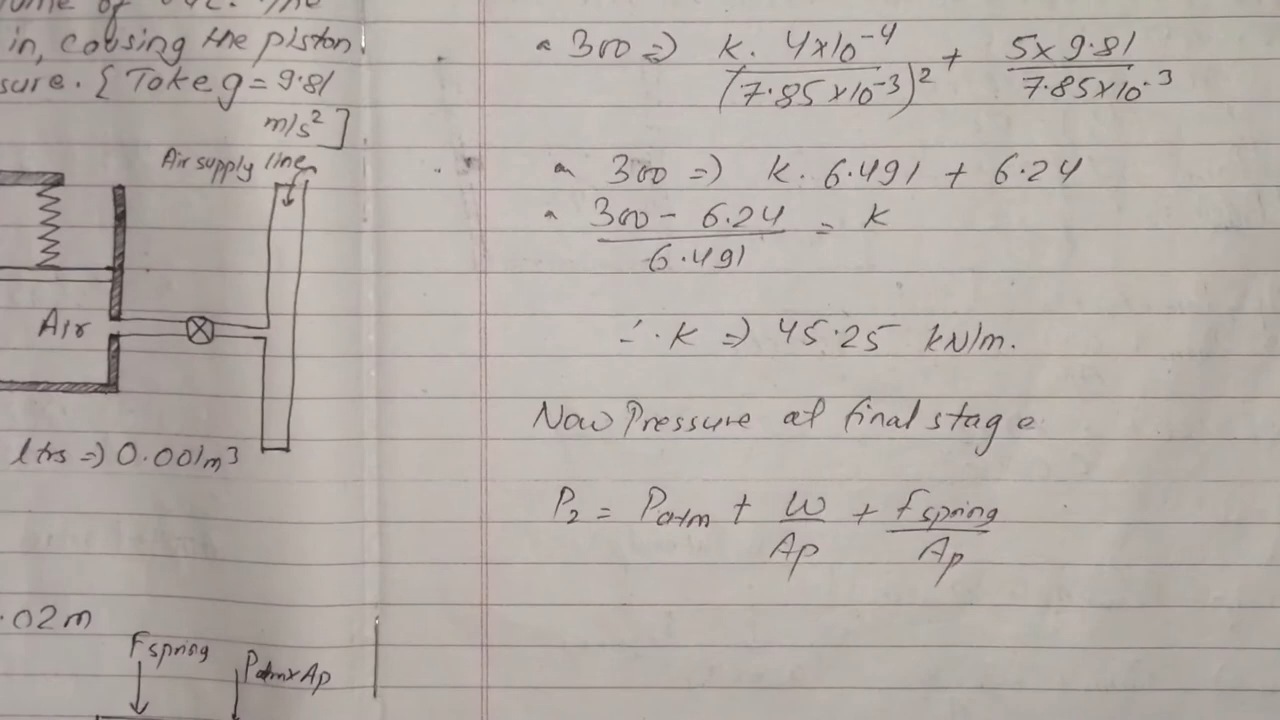 in, causing the piston
sure. { Take g = 9.81
m/s² ]
Air supply line
Air
ltrs => 0.001m³
.02m
Fspring
Patm×Ap
300 => K. 4×10⁻⁴ / (7.85×10⁻³)² + 5×9.81 / 7.85×10⁻³
300 => K. 6.491 + 6.24
300 - 6.24 / 6.491 = K
∴ K => 45.25 kN/m.
Now Pressure at final stage
P₂ = Patm + W/Ap + Fspring/Ap